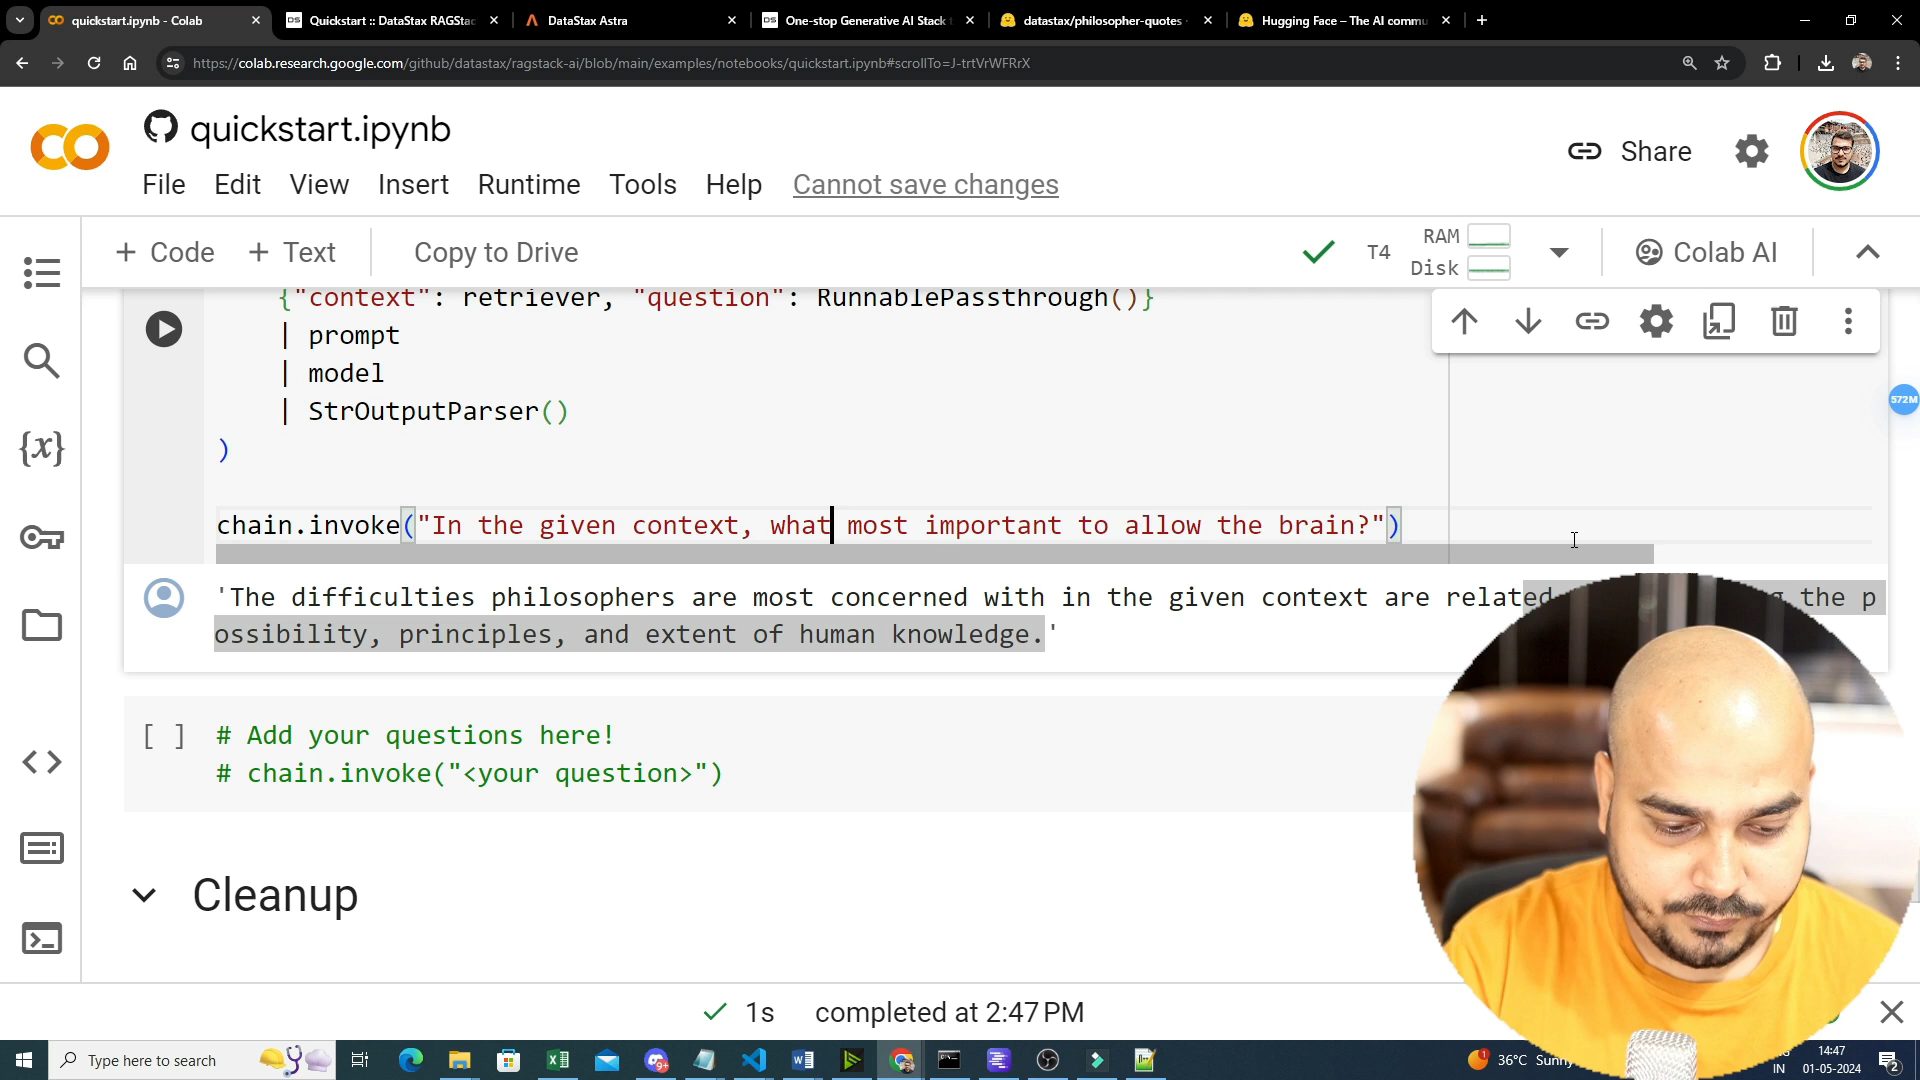 quickstart.ipynb - Colab
Quickstart :: DataStax RAGStac
DataStax Astra
One-stop Generative AI Stack
datastax/philosopher-quotes
Hugging Face – The AI commu
https://colab.research.google.com/github/datastax/ragstack-ai/blob/main/examples/notebooks/quickstart.ipynb#scrollTo=J-trtVrWFRrX
quickstart.ipynb
Share
File Edit View Insert Runtime Tools Help Cannot save changes
+ Code + Text Copy to Drive
T4
RAM
Disk
Colab AI
{"context": retriever, "question": RunnablePassthrough()}
| prompt
| model
| StrOutputParser()
)
572M
chain.invoke("In the given context, what most important to allow the brain?")
'The difficulties philosophers are most concerned with in the given context are related the p
ossibility, principles, and extent of human knowledge.'
[ ] # Add your questions here!
# chain.invoke("<your question>")
Cleanup
1s completed at 2:47 PM
Type here to search
36°C Sunny
IN
14:47
01-05-2024
2